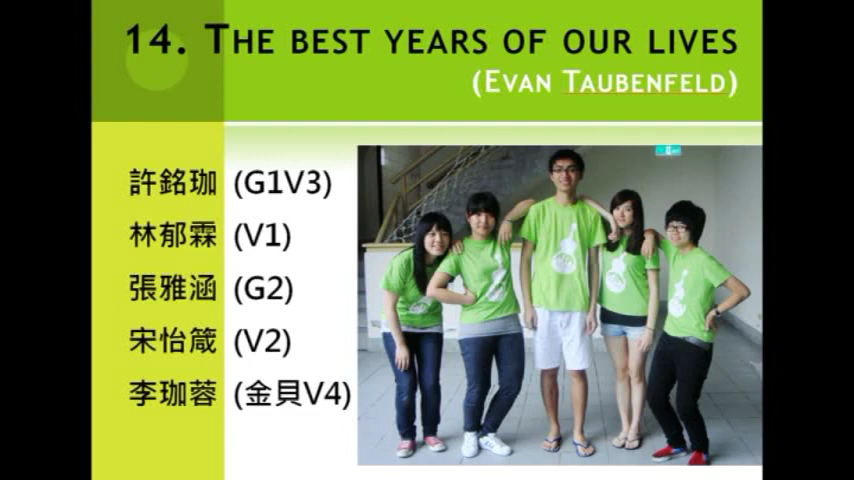 14. THE BEST YEARS OF OUR LIVES
(EVAN TAUBENFELD)
許銘珈 (G1V3)
林郁霖 (V1)
張雅涵 (G2)
宋怡箴 (V2)
李珈蓉 (金貝V4)